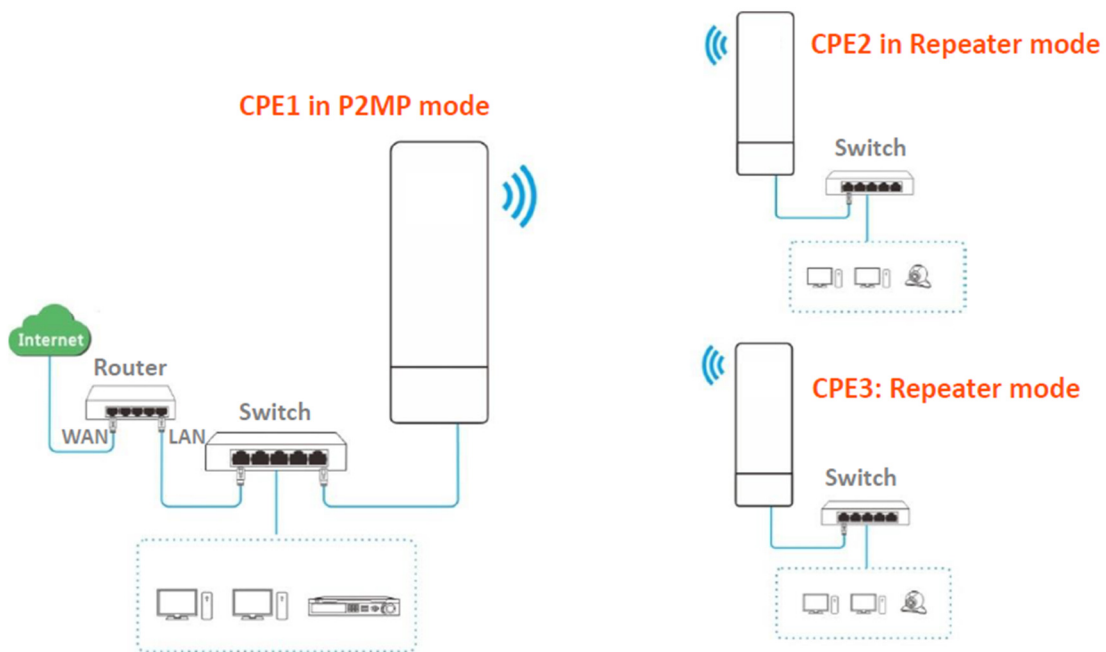 CPE1 in P2MP mode
Internet
Router
WAN
LAN
Switch
CPE2 in Repeater mode
Switch
CPE3: Repeater mode
Switch